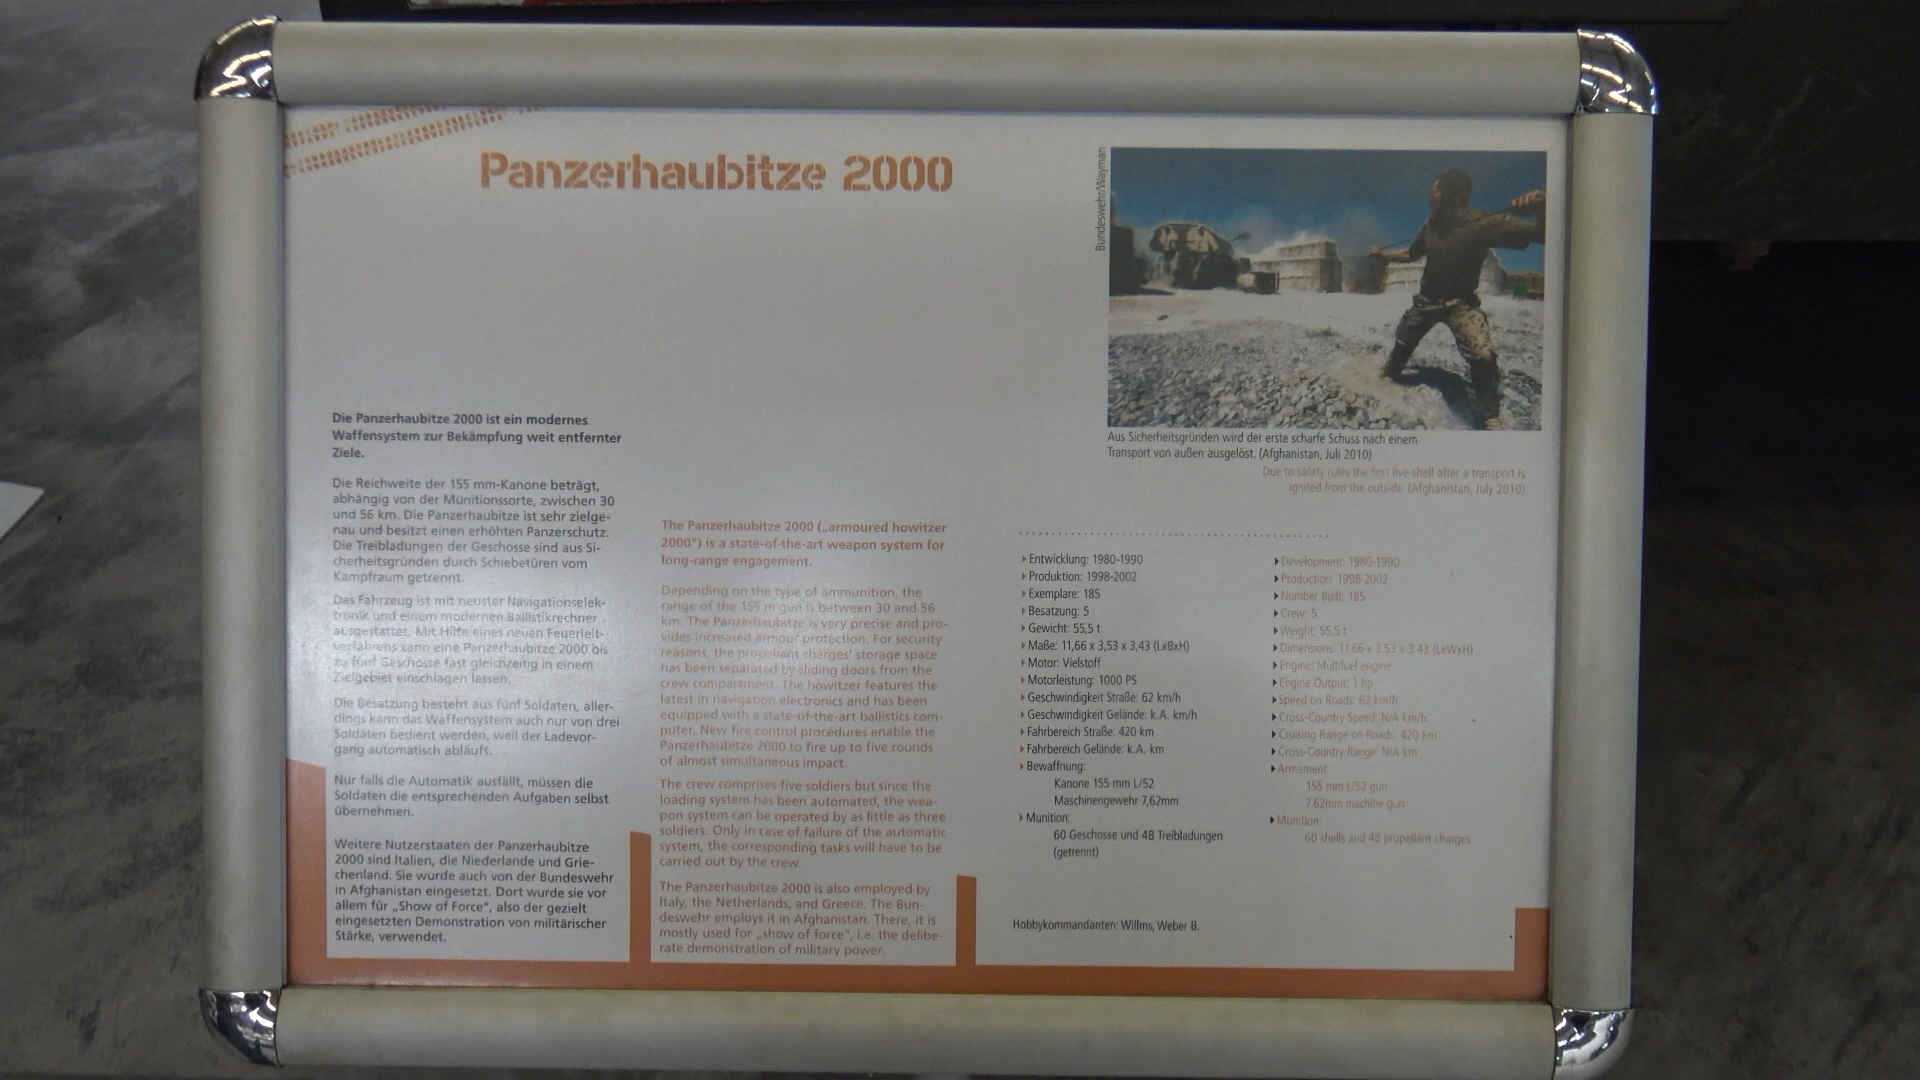 Panzerhaubitze 2000
Bundeswehr/Wayman
Aus Sicherheitsgründen wird der erste scharfe Schuss nach einem
Transport von außen ausgelöst. (Afghanistan, Juli 2010)
Due to safety rules the first live shell after a transport is
ignited from the outside. (Afghanistan, July 2010)
Die Panzerhaubitze 2000 ist ein modernes
Waffensystem zur Bekämpfung weit entfernter
Ziele.
Die Reichweite der 155 mm-Kanone beträgt,
abhängig von der Munitionssorte, zwischen 30
und 56 km. Die Panzerhaubitze ist sehr zielge-
nau und besitzt einen erhöhten Panzerschutz.
Die Treibladungen der Geschosse sind aus Si-
cherheitsgründen durch Schiebetüren vom
Kampfraum getrennt.
Das Fahrzeug ist mit neuster Navigationselek-
tronik und einem modernen Ballistikrechner
ausgestattet. Mit Hilfe eines neuen Feuerleit-
verfahrens kann eine Panzerhaubitze 2000 bis
zu fünf Geschosse fast gleichzeitig in einem
Zielgebiet einschlagen lassen.
Die Besatzung besteht aus fünf Soldaten, aller-
dings kann das Waffensystem auch nur von drei
Soldaten bedient werden, weil der Ladevor-
gang automatisch abläuft.
Nur falls die Automatik ausfällt, müssen die
Soldaten die entsprechenden Aufgaben selbst
übernehmen.
Weitere Nutzerstaaten der Panzerhaubitze
2000 sind Italien, die Niederlande und Grie-
chenland. Sie wurde auch von der Bundeswehr
in Afghanistan eingesetzt. Dort wurde sie vor
allem für „Show of Force“, also der gezielt
eingesetzten Demonstration von militärischer
Stärke, verwendet.
The Panzerhaubitze 2000 („armoured howitzer
2000“) is a state-of-the-art weapon system for
long-range engagement.
Depending on the type of ammunition, the
range of the 155 m gun is between 30 and 56
km. The Panzerhaubitze is very precise and pro-
vides increased armour protection. For security
reasons, the propellant charges' storage space
has been separated by sliding doors from the
crew compartment. The howitzer features the
latest in navigation electronics and has been
equipped with a state-of-the-art ballistics com-
puter. New fire control procedures enable the
Panzerhaubitze 2000 to fire up to five rounds
of almost simultaneous impact.
The crew comprises five soldiers but since the
loading system has been automated, the wea-
pon system can be operated by as little as three
soldiers. Only in case of failure of the automatic
system, the corresponding tasks will have to be
carried out by the crew.
The Panzerhaubitze 2000 is also employed by
Italy, the Netherlands, and Greece. The Bun-
deswehr employs it in Afghanistan. There, it is
mostly used for „show of force“, i.e. the delibe-
rate demonstration of military power.
Entwicklung: 1980-1990
Produktion: 1998-2002
Exemplare: 185
Besatzung: 5
Gewicht: 55,5 t
Maße: 11,66 x 3,53 x 3,43 (LxBxH)
Motor: Vielstoff
Motorleistung: 1000 PS
Geschwindigkeit Straße: 62 km/h
Geschwindigkeit Gelände: k.A. km/h
Fahrbereich Straße: 420 km
Fahrbereich Gelände: k.A. km
Bewaffnung:
Kanone 155 mm L/52
Maschinengewehr 7,62mm
Munition:
60 Geschosse und 48 Treibladungen
(getrennt)
Development: 1980-1990
Production: 1998-2002
Number Built: 185
Crew: 5
Weight: 55.5 t
Dimensions: 11.66 x 3.53 x 3.43 (LxWxH)
Engine: Multifuel engine
Engine Output: 1 hp
Speed on Roads: 62 km/h
Cross-Country Speed: N/A km/h
Cruising Range on Roads: 420 km
Cross-Country Range: N/A km
Armament:
155 mm L/52 gun
7.62mm machine gun
Munition:
60 shells and 48 propellant charges
Hobbykommandanten: Willms, Weber B.